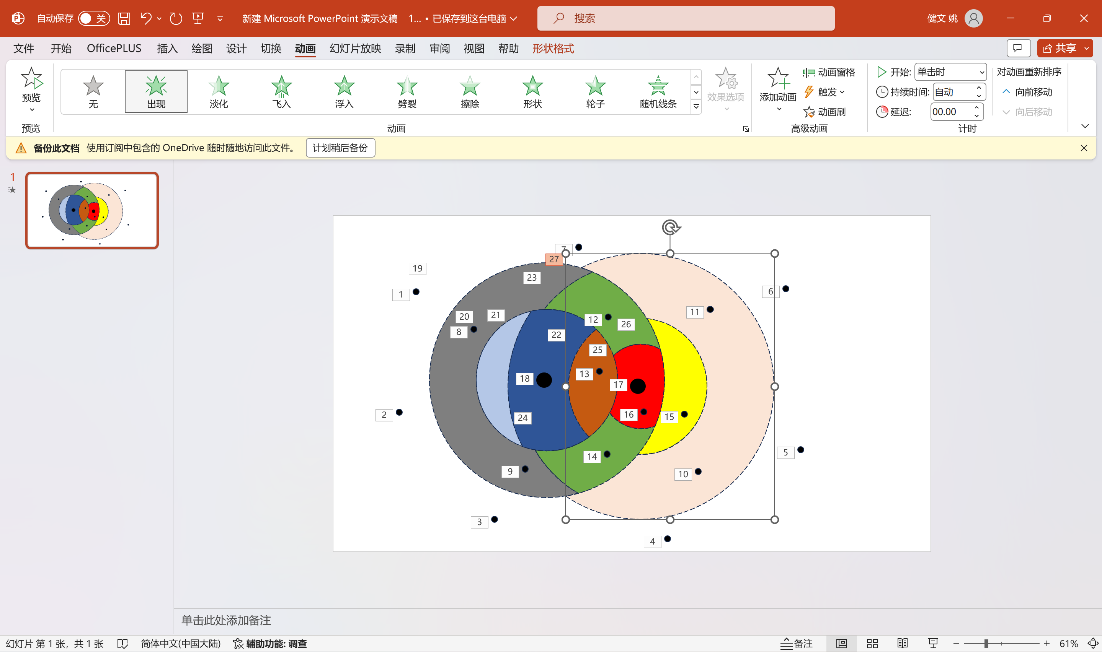 自动保存 关 新建 Microsoft PowerPoint 演示文稿 1... • 已保存到这台电脑 搜索 健文 姚
文件 开始 OfficePLUS 插入 绘图 设计 切换 动画 幻灯片放映 录制 审阅 视图 帮助 形状格式 共享
预览 无 出现 淡化 飞入 浮入 劈裂 擦除 形状 轮子 随机线条 效果选项 添加动画 动画窗格 触发 动画刷
开始: 单击时 对动画重新排序
持续时间: 自动 向前移动
延迟: 00.00 向后移动
预览 动画 高级动画 计时
备份此文档 使用订阅中包含的 OneDrive 随时随地访问此文件。 计划稍后备份
1
7
27
19
23
1
6
20
21
11
8
12
26
22
25
18
13
17
2
24
16
15
14
5
9
10
3
4
单击此处添加备注
幻灯片 第 1 张，共 1 张 简体中文(中国大陆) 辅助功能: 调查 备注 61%